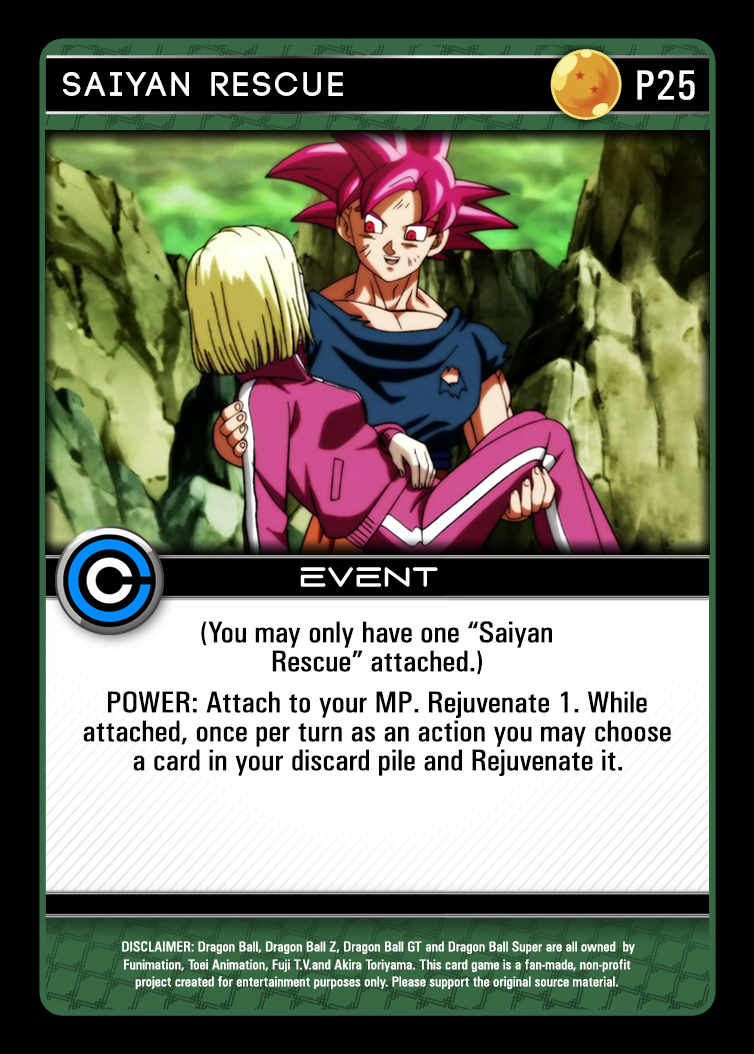 SAIYAN RESCUE P25
EVENT
(You may only have one “Saiyan
Rescue” attached.)
POWER: Attach to your MP. Rejuvenate 1. While
attached, once per turn as an action you may choose
a card in your discard pile and Rejuvenate it.
DISCLAIMER: Dragon Ball, Dragon Ball Z, Dragon Ball GT and Dragon Ball Super are all owned by
Funimation, Toei Animation, Fuji T.V.and Akira Toriyama. This card game is a fan-made, non-profit
project created for entertainment purposes only. Please support the original source material.